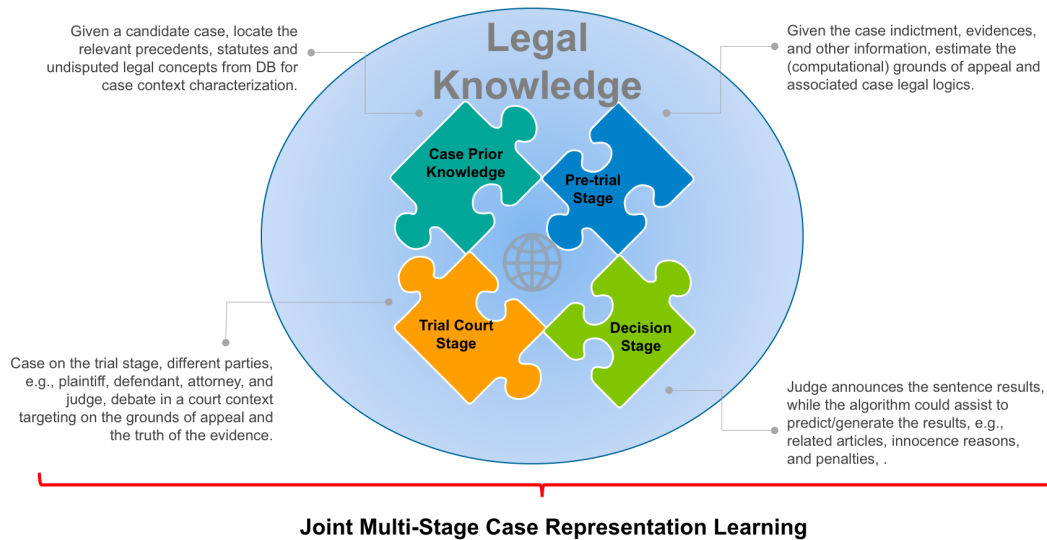 Given a candidate case, locate the
relevant precedents, statutes and
undisputed legal concepts from DB for
case context characterization.
Legal
Knowledge
Given the case indictment, evidences,
and other information, estimate the
(computational) grounds of appeal and
associated case legal logics.
Case Prior
Knowledge
Pre-trial
Stage
Trial Court
Stage
Decision
Stage
Case on the trial stage, different parties,
e.g., plaintiff, defendant, attorney, and
judge, debate in a court context
targeting on the grounds of appeal and
the truth of the evidence.
Judge announces the sentence results,
while the algorithm could assist to
predict/generate the results, e.g.,
related articles, innocence reasons,
and penalties, .
Joint Multi-Stage Case Representation Learning